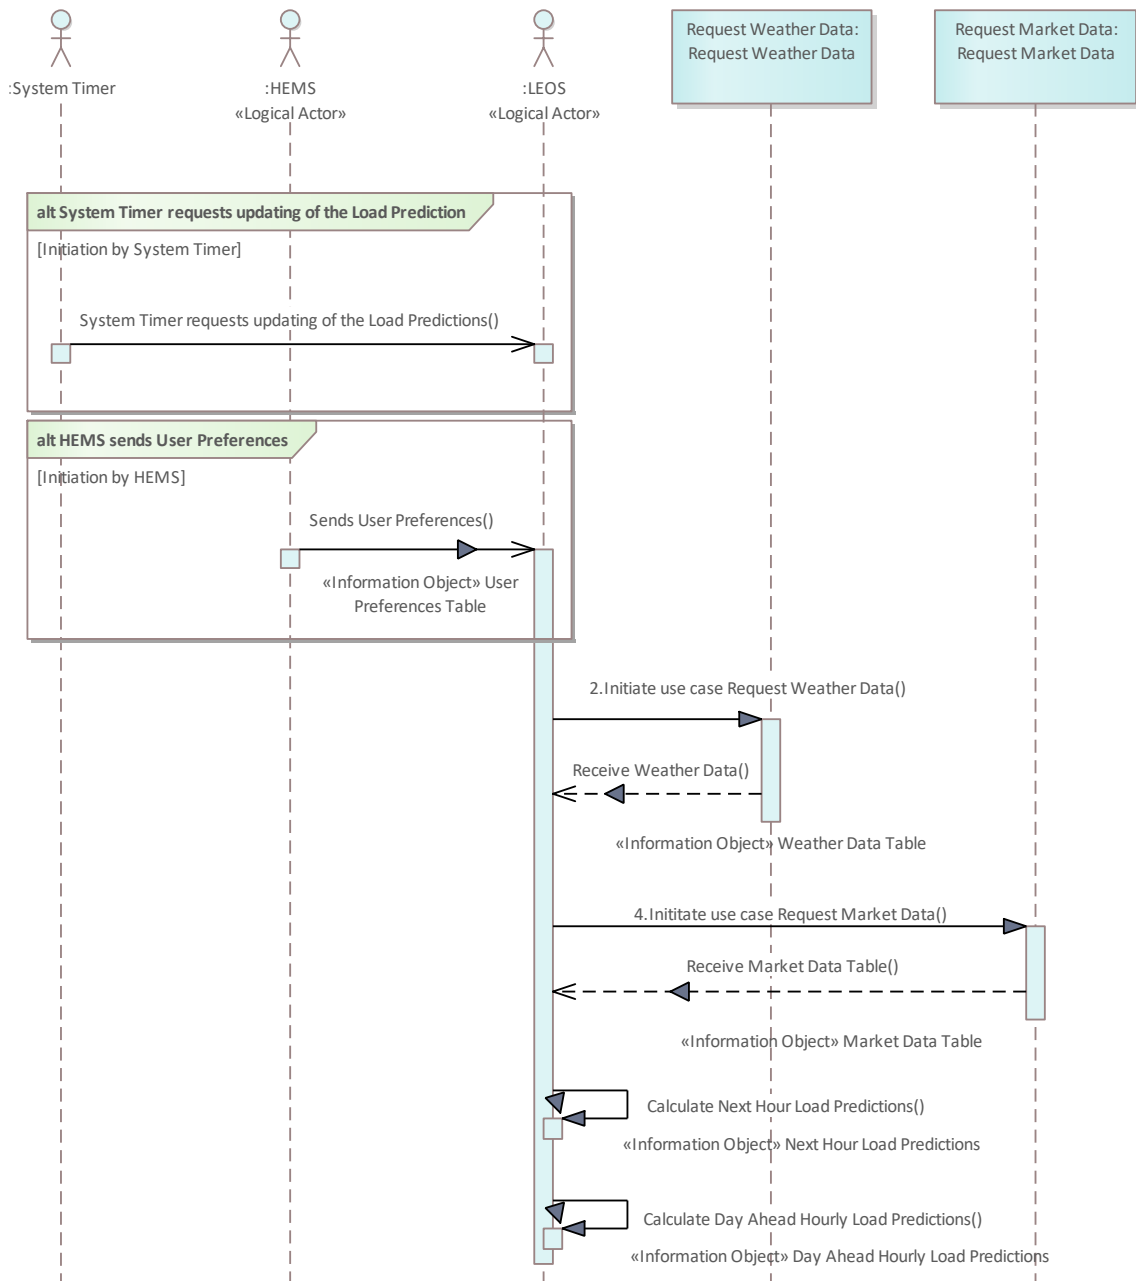 :System Timer
:HEMS
«Logical Actor»
:LEOS
«Logical Actor»
Request Weather Data:
Request Weather Data
Request Market Data:
Request Market Data
alt System Timer requests updating of the Load Prediction
[Initiation by System Timer]
System Timer requests updating of the Load Predictions()
alt HEMS sends User Preferences
[Initiation by HEMS]
Sends User Preferences()
«Information Object» User
Preferences Table
2.Initiate use case Request Weather Data()
Receive Weather Data()
«Information Object» Weather Data Table
4.Inititate use case Request Market Data()
Receive Market Data Table()
«Information Object» Market Data Table
Calculate Next Hour Load Predictions()
«Information Object» Next Hour Load Predictions
Calculate Day Ahead Hourly Load Predictions()
«Information Object» Day Ahead Hourly Load Predictions